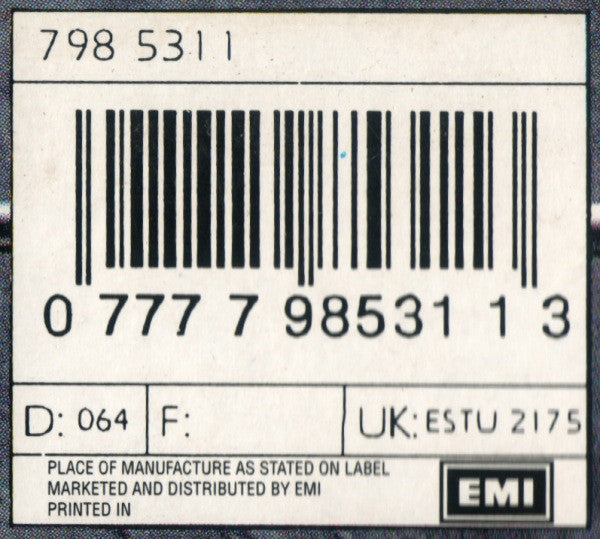 798 5311
0 777 7 98531 1 3
D: 064 F: UK: ESTU 2175
PLACE OF MANUFACTURE AS STATED ON LABEL
MARKETED AND DISTRIBUTED BY EMI
PRINTED IN
EMI